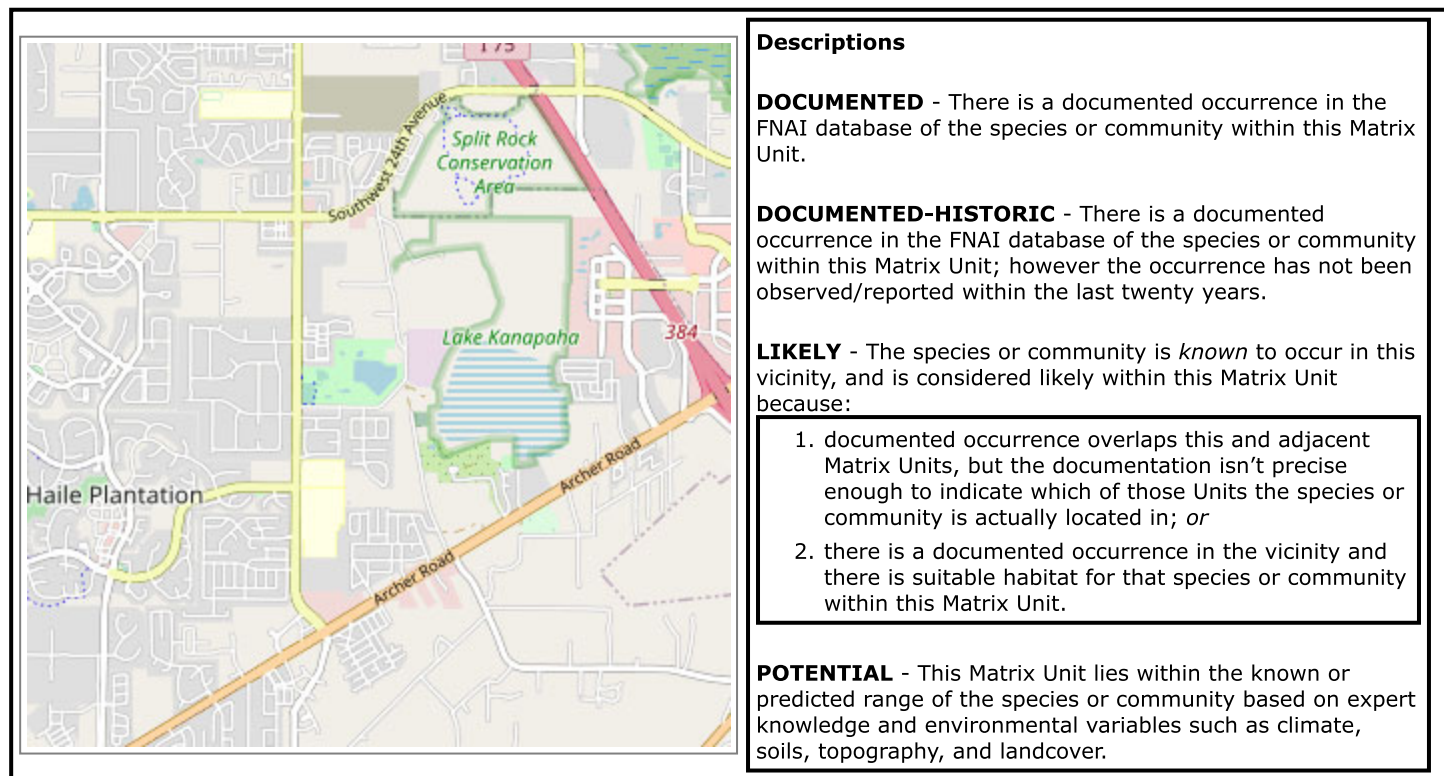 I 75
Southwest 24th Avenue
Split Rock
Conservation
Area
Lake Kanapaha
384
Haile Plantation
Archer Road
Archer Road
Descriptions
DOCUMENTED - There is a documented occurrence in the
FNAI database of the species or community within this Matrix
Unit.
DOCUMENTED-HISTORIC - There is a documented
occurrence in the FNAI database of the species or community
within this Matrix Unit; however the occurrence has not been
observed/reported within the last twenty years.
LIKELY - The species or community is known to occur in this
vicinity, and is considered likely within this Matrix Unit
because:
1. documented occurrence overlaps this and adjacent
Matrix Units, but the documentation isn't precise
enough to indicate which of those Units the species or
community is actually located in; or
2. there is a documented occurrence in the vicinity and
there is suitable habitat for that species or community
within this Matrix Unit.
POTENTIAL - This Matrix Unit lies within the known or
predicted range of the species or community based on expert
knowledge and environmental variables such as climate,
soils, topography, and landcover.